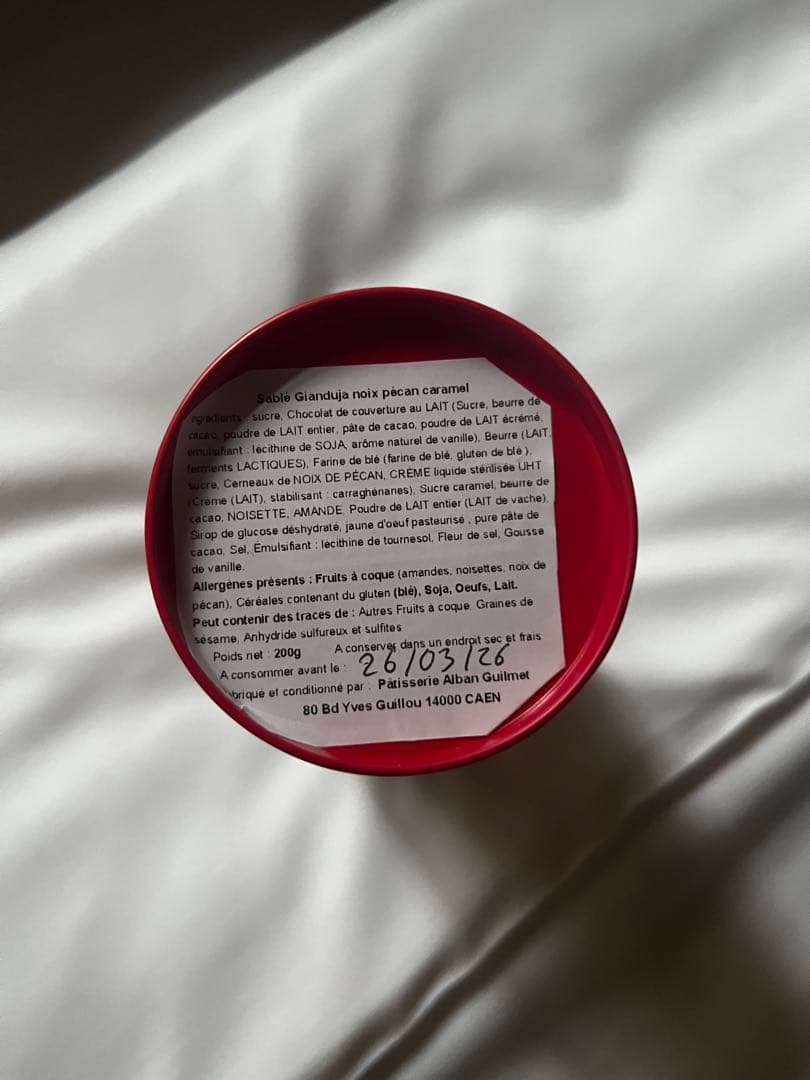 Sablé Gianduja noix pécan caramel
ngrédients : sucre, Chocolat de couverture au LAIT (Sucre, beurre de
cacao, poudre de LAIT entier, pâte de cacao, poudre de LAIT écrémé,
émulsifiant : lécithine de SOJA, arôme naturel de vanille), Beurre (LAIT,
ferments LACTIQUES), Farine de blé (farine de blé, gluten de blé ),
sucre, Cerneaux de NOIX DE PÉCAN, CRÈME liquide stérilisée UHT
(Crème (LAIT), stabilisant : carraghénanes), Sucre caramel, beurre de
cacao, NOISETTE, AMANDE, Poudre de LAIT entier (LAIT de vache),
Sirop de glucose déshydraté, jaune d'oeuf pasteurisé , pure pâte de
cacao, Sel, Émulsifiant : lécithine de tournesol, Fleur de sel, Gousse
de vanille.
Allergènes présents : Fruits à coque (amandes, noisettes, noix de
pécan), Céréales contenant du gluten (blé), Soja, Oeufs, Lait.
Peut contenir des traces de : Autres Fruits à coque, Graines de
sésame, Anhydride sulfureux et sulfites
Poids net : 200g A conserver dans un endroit sec et frais
A consommer avant le : 26/03/26
abriqué et conditionné par : Pâtisserie Alban Guilmet
80 Bd Yves Guillou 14000 CAEN